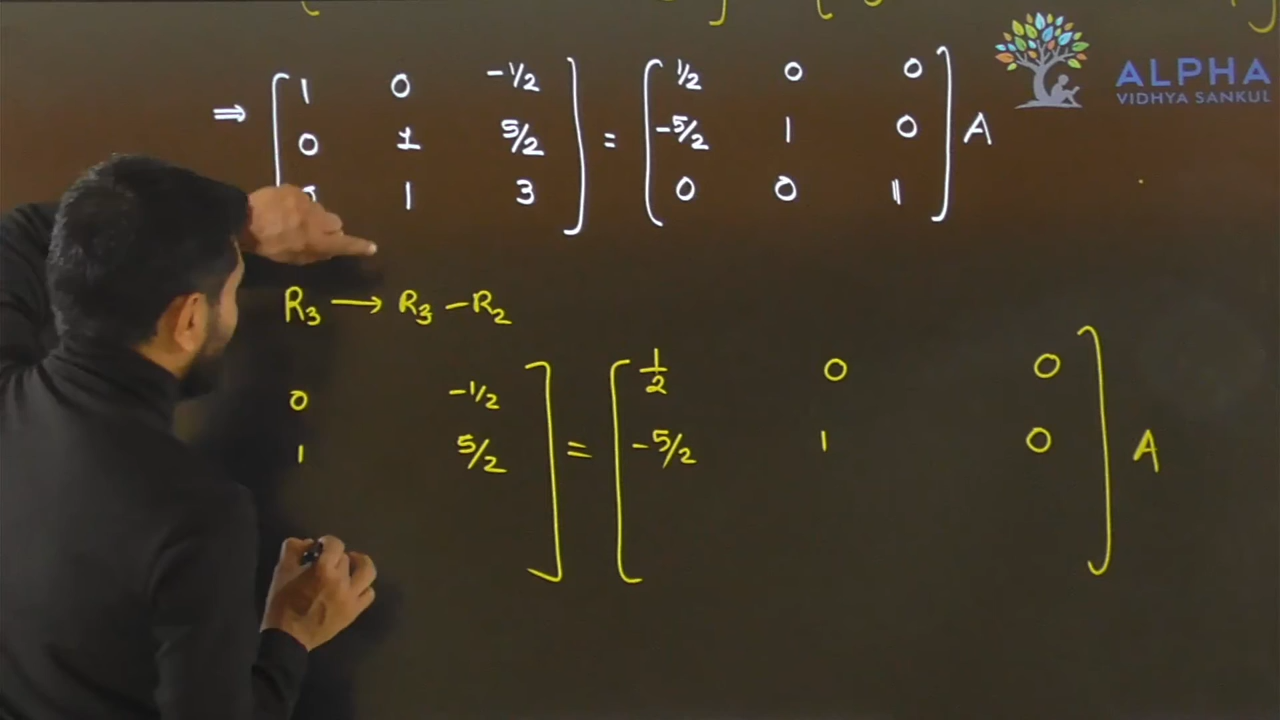 ALPHA
VIDHYA SANKUL
⇒ [ 1 0 -1/2 ] = [ 1/2 0 0 ] A
0 1 5/2 -5/2 1 0
1 3 0 0 1
R3 → R3 - R2
0 -1/2 ] = [ 1/2 0 0 ] A
1 5/2 -5/2 1 0